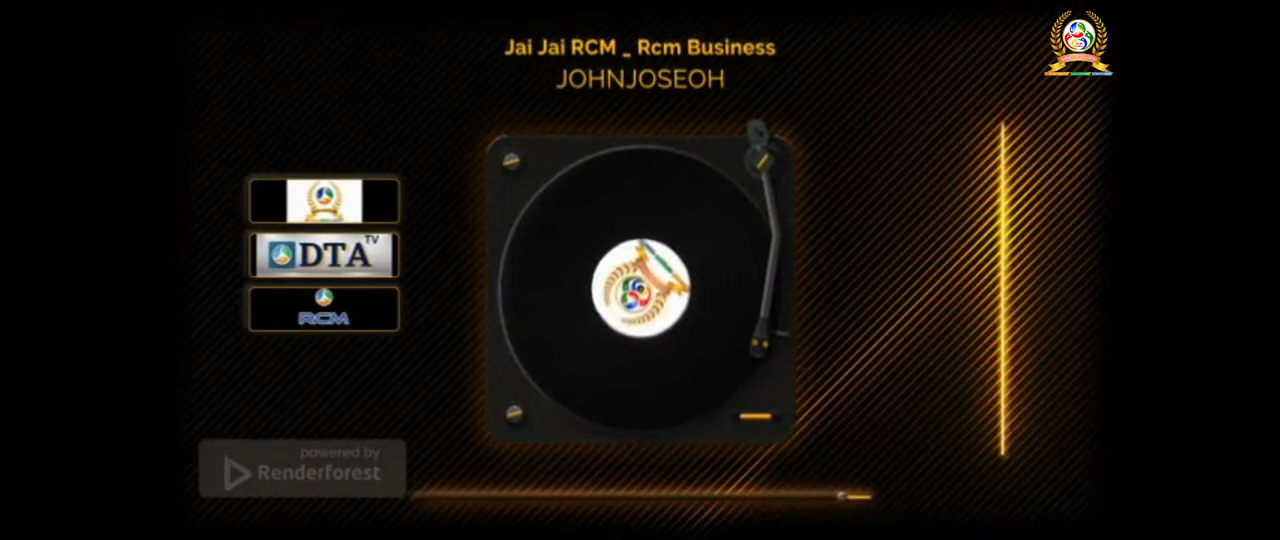 Jai Jai RCM _ Rcm Business
JOHNJOSEOH
DTA TV
RCM
powered by
Renderforest